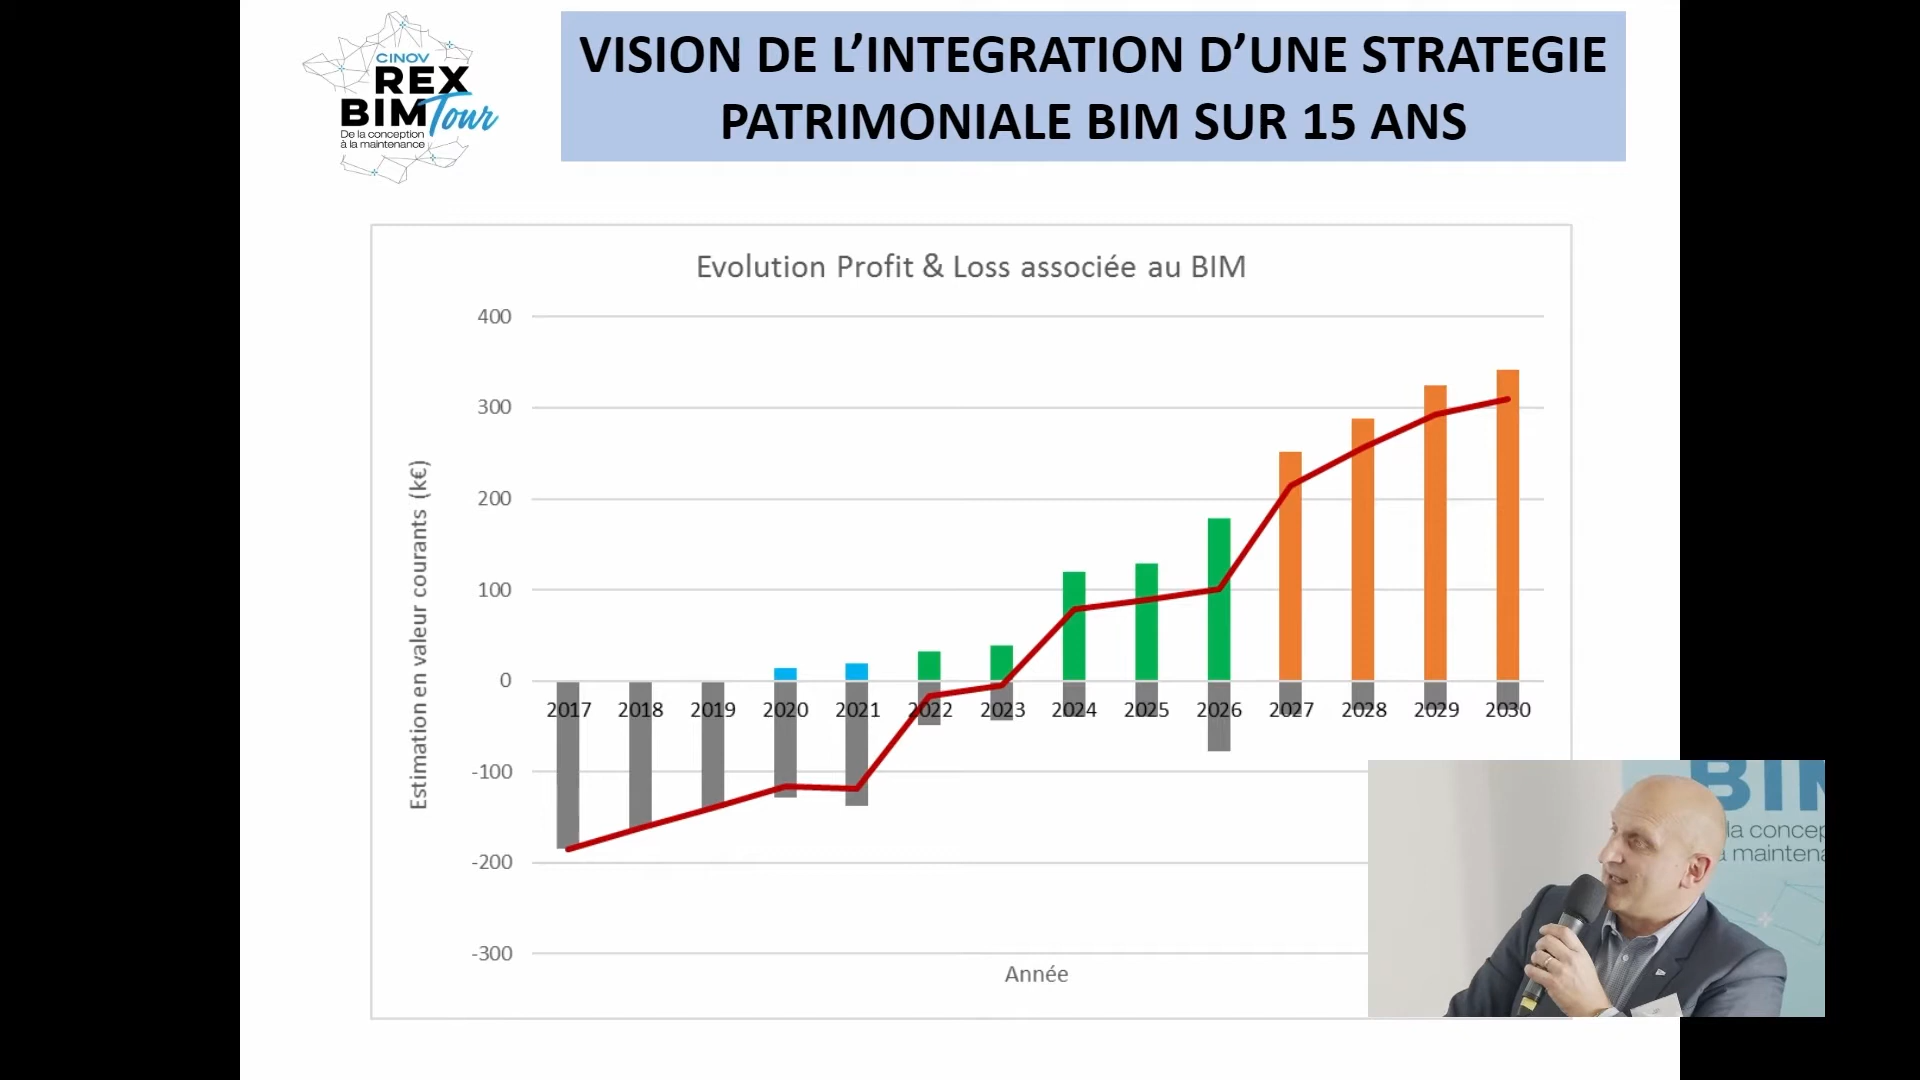 CINOV
REX
BIM Tour
De la conception
à la maintenance
VISION DE L’INTEGRATION D’UNE STRATEGIE
PATRIMONIALE BIM SUR 15 ANS
Evolution Profit & Loss associée au BIM
Estimation en valeur courants (k€)
400
300
200
100
0
-100
-200
-300
2017 2018 2019 2020 2021 2022 2023 2024 2025 2026 2027 2028 2029 2030
Année
BIM
la concep
a maintena